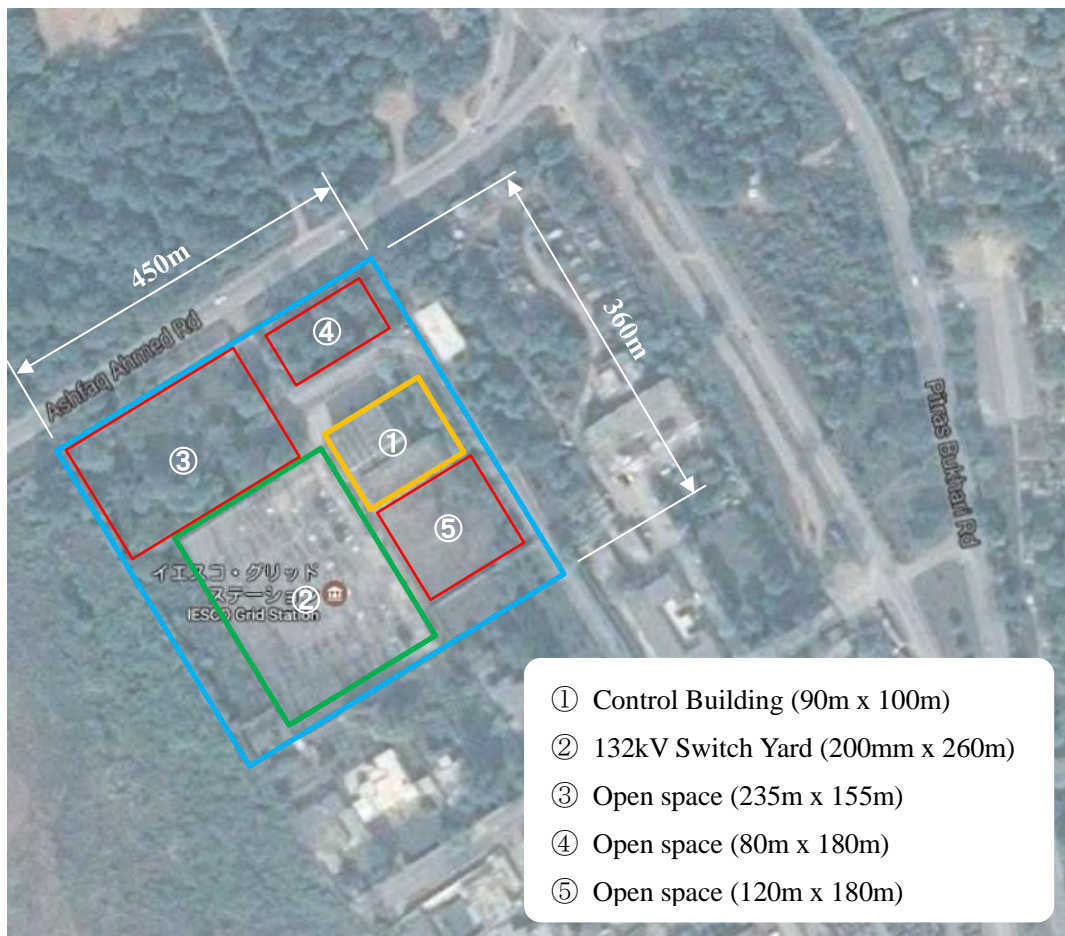 450m
360m
Ashfaq Ahmed Rd
Pitras Bukhari Rd
④
③
①
⑤
②
イエスコ・グリッド
ステーション
IESCO Grid Station
① Control Building (90m x 100m)
② 132kV Switch Yard (200mm x 260m)
③ Open space (235m x 155m)
④ Open space (80m x 180m)
⑤ Open space (120m x 180m)